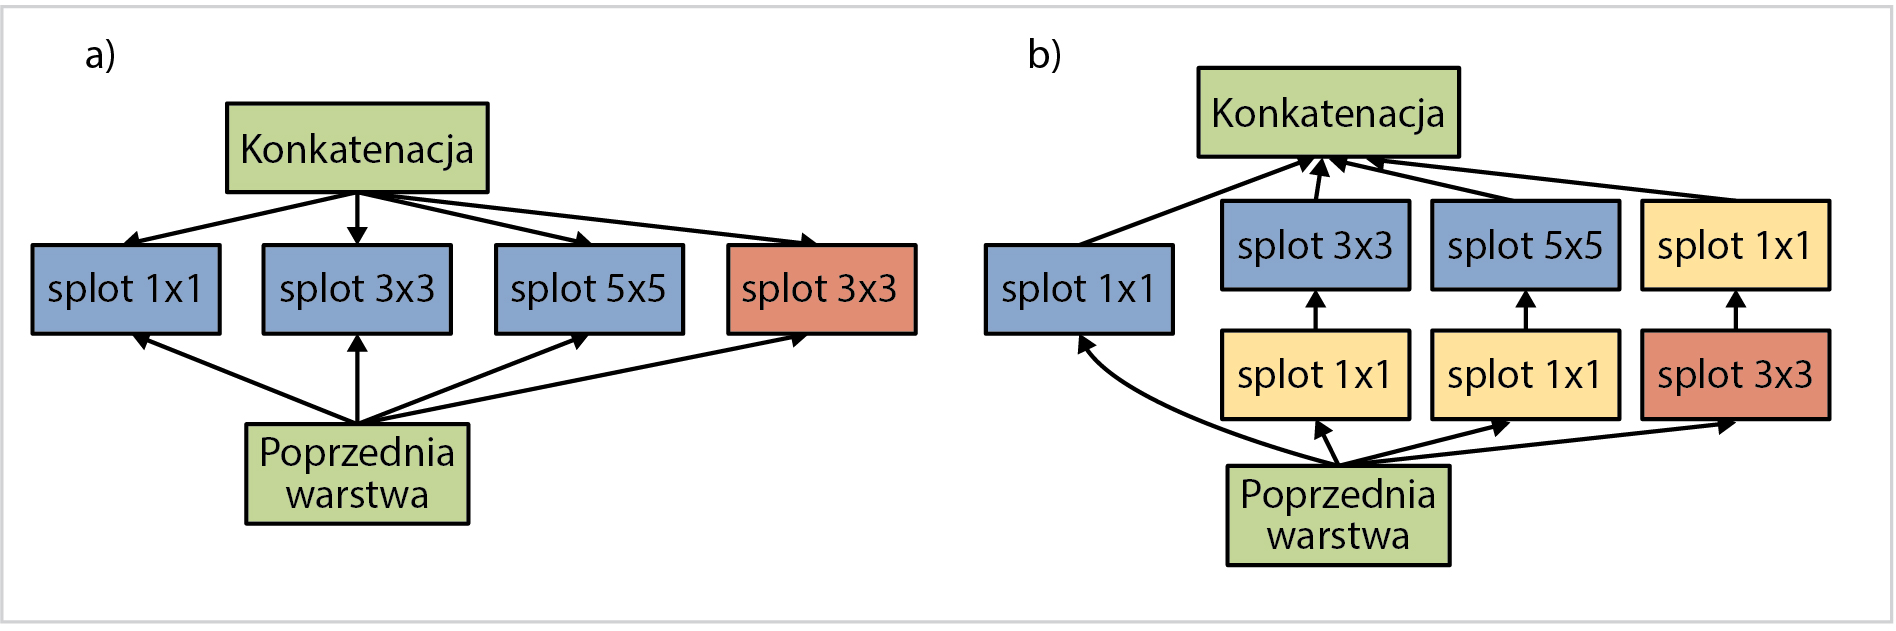 a)
Konkatenacja
splot 1x1
splot 3x3
splot 5x5
splot 3x3
Poprzednia
warstwa
b)
Konkatenacja
splot 1x1
splot 3x3
splot 5x5
splot 1x1
splot 1x1
splot 1x1
splot 3x3
Poprzednia
warstwa